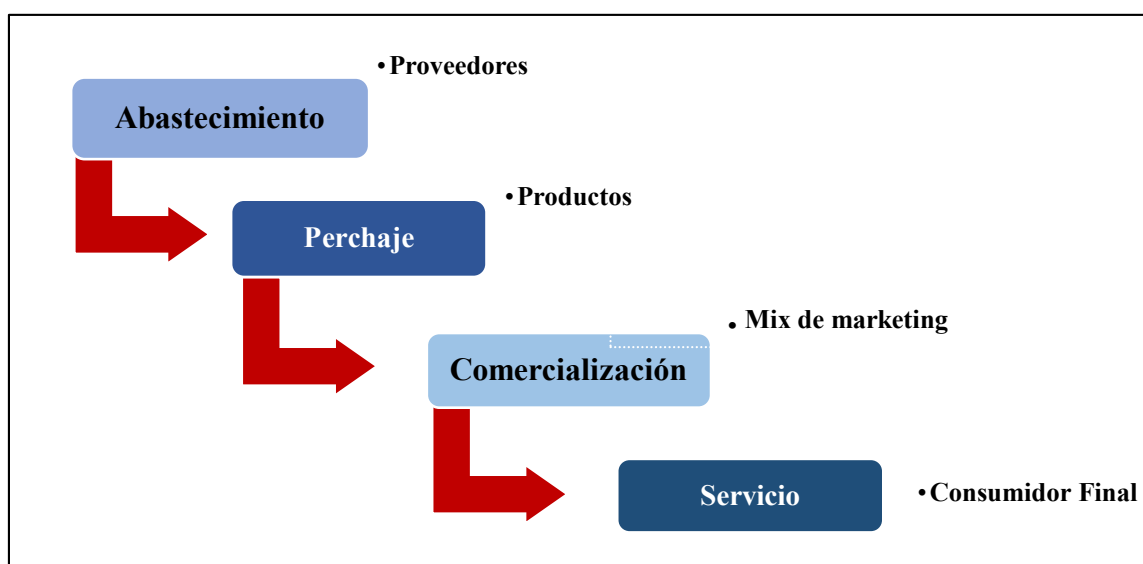 • Proveedores
Abastecimiento
• Productos
Perchaje
• Mix de marketing
Comercialización
Servicio
• Consumidor Final